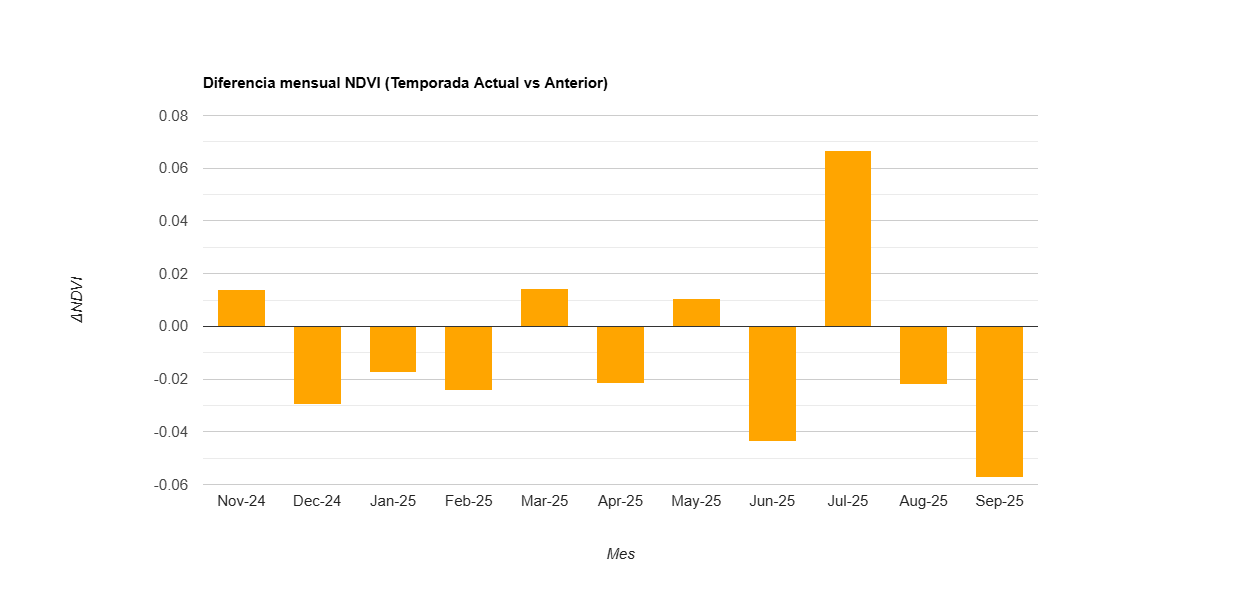 Diferencia mensual NDVI (Temporada Actual vs Anterior)
0.08
0.06
0.04
0.02
0.00
-0.02
-0.04
-0.06
ΔNDVI
Nov-24 Dec-24 Jan-25 Feb-25 Mar-25 Apr-25 May-25 Jun-25 Jul-25 Aug-25 Sep-25
Mes